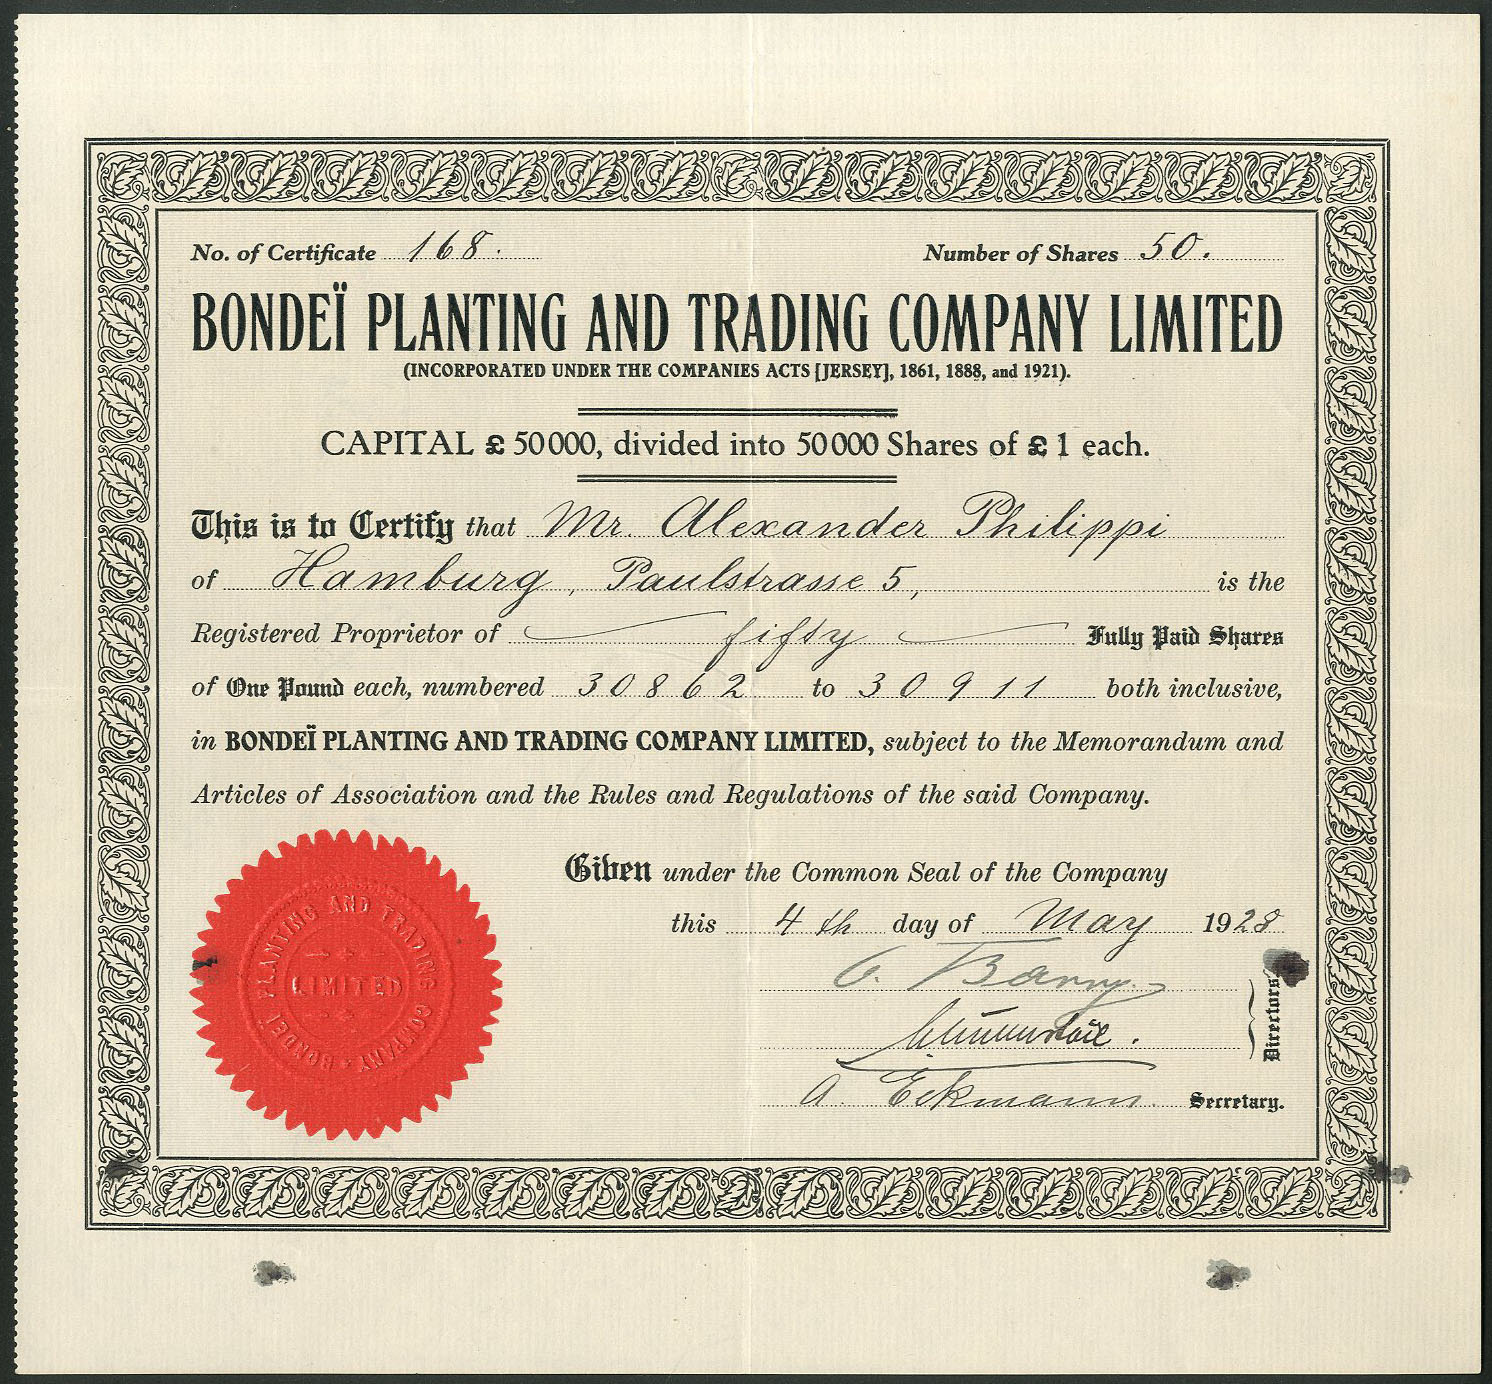 No. of Certificate 168. Number of Shares 50.
BONDEÏ PLANTING AND TRADING COMPANY LIMITED
(INCORPORATED UNDER THE COMPANIES ACTS [JERSEY], 1861, 1888, and 1921).
CAPITAL £ 50000, divided into 50000 Shares of £ 1 each.
This is to Certify that Mr. Alexander Philippi
of Hamburg, Paulstrasse 5, is the
Registered Proprietor of fifty Fully Paid Shares
of One Pound each, numbered 30862 to 30911 both inclusive,
in BONDEÏ PLANTING AND TRADING COMPANY LIMITED, subject to the Memorandum and
Articles of Association and the Rules and Regulations of the said Company.
Given under the Common Seal of the Company
this 4th day of May 1928
Directors
A. Eckmann. Secretary.
BONDEÏ PLANTING AND TRADING COMPANY
LIMITED